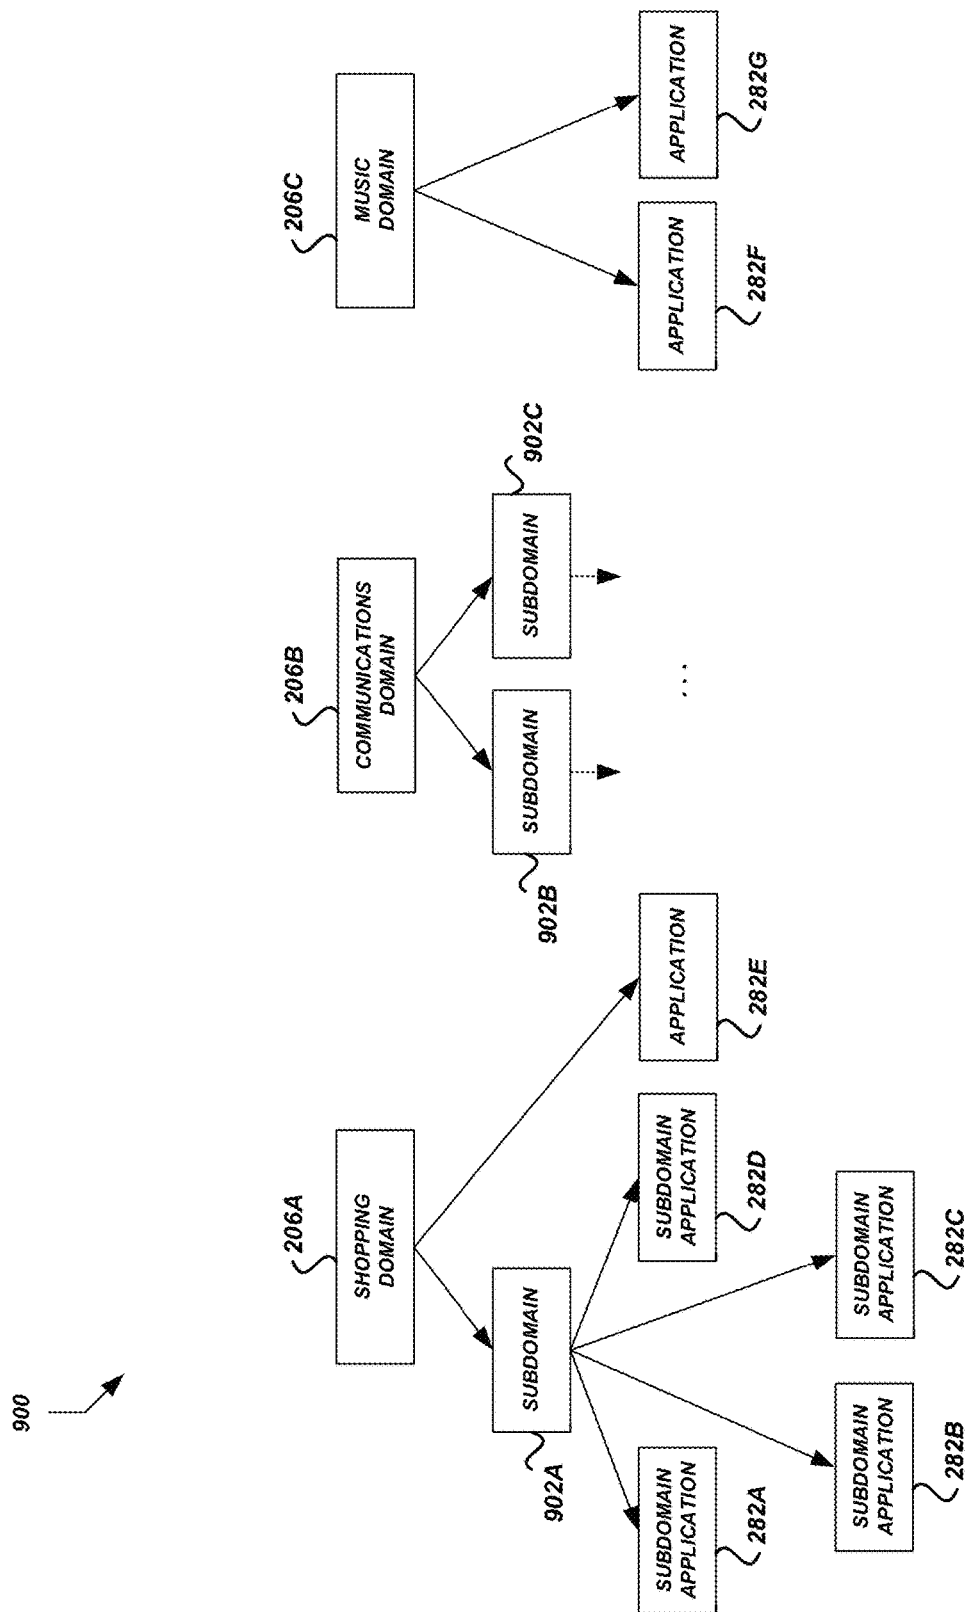 900
206A
SHOPPING
DOMAIN
206B
COMMUNICATIONS
DOMAIN
206C
MUSIC
DOMAIN
902A
SUBDOMAIN
902B
SUBDOMAIN
SUBDOMAIN
902C
SUBDOMAIN
APPLICATION
282A
SUBDOMAIN
APPLICATION
282D
APPLICATION
282E
...
APPLICATION
282F
APPLICATION
282G
SUBDOMAIN
APPLICATION
282B
SUBDOMAIN
APPLICATION
282C